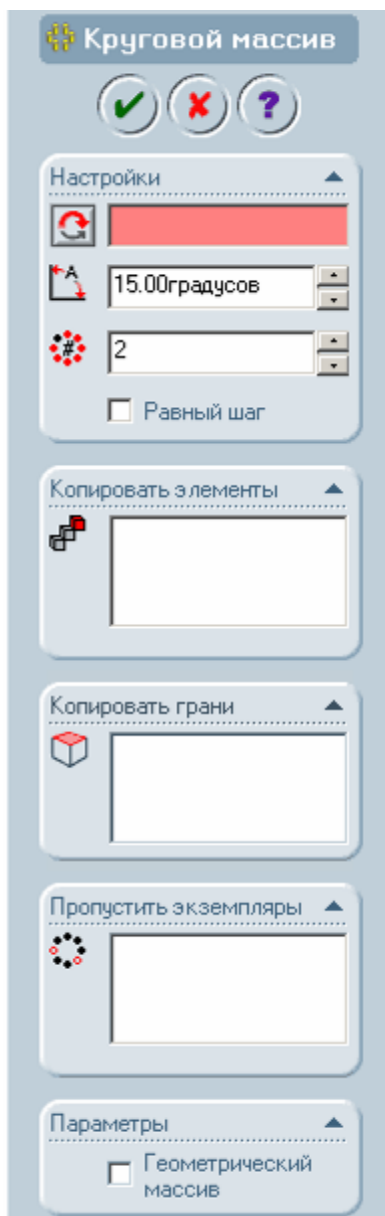 Круговой массив
?
Настройки
A
15.00градусов
#
2
Равный шаг
Копировать элементы
Копировать грани
Пропустить экземпляры
Параметры
Геометрический
массив